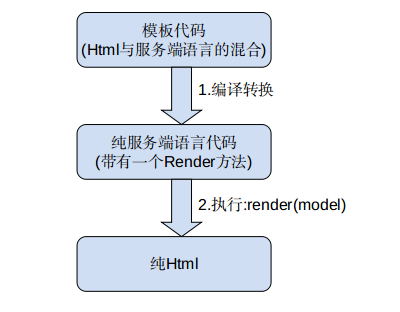 模板代码
(Html与服务端语言的混合)
1.编译转换
纯服务端语言代码
(带有一个Render方法)
2.执行:render(model)
纯Html